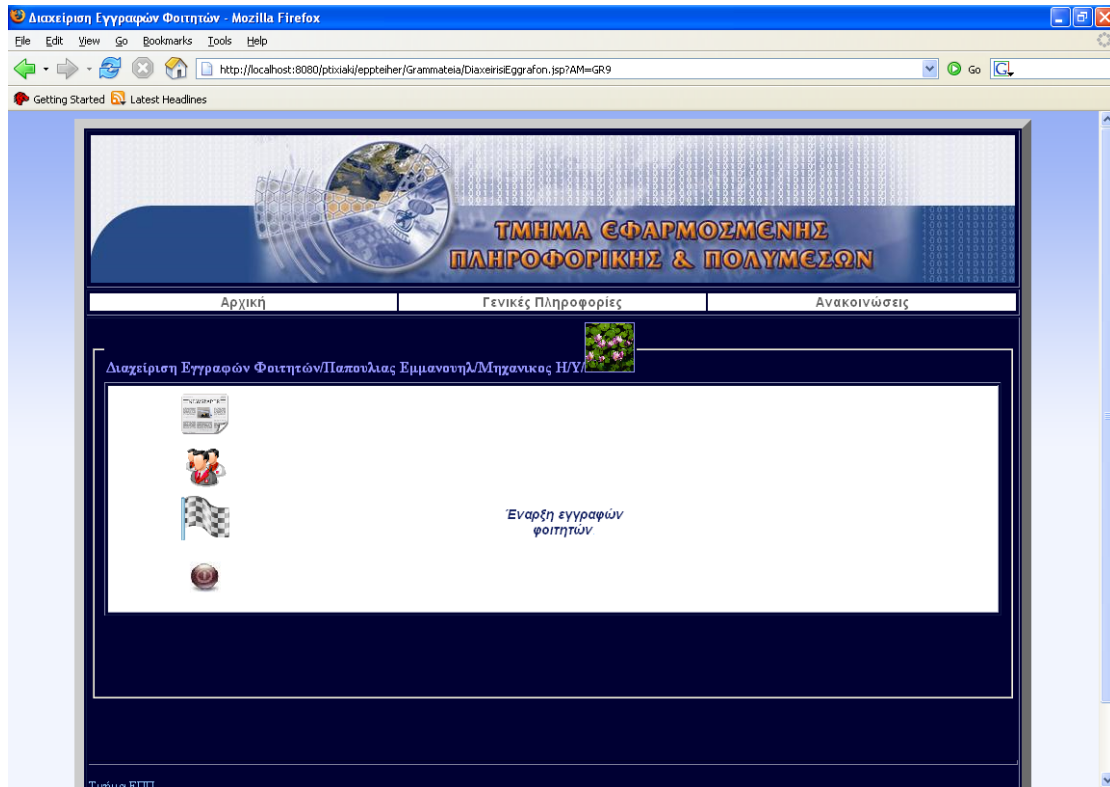 Διαχείριση Εγγραφών Φοιτητών - Mozilla Firefox
File Edit View Go Bookmarks Tools Help
http://localhost:8080/ptixiaki/eppteiher/Grammateia/DiaxeirisiEggrafon.jsp?AM=GR9 Go
Getting Started Latest Headlines
ΤΜΗΜΑ ΕΦΑΡΜΟΣΜΕΝΗΣ
ΠΛΗΡΟΦΟΡΙΚΗΣ & ΠΟΛΥΜΕΣΩΝ
Αρχική Γενικές Πληροφορίες Ανακοινώσεις
Διαχείριση Εγγραφών Φοιτητών/Παπουλιας Εμμανουηλ/Μηχανικος Η/Υ/
Έναρξη εγγραφών
φοιτητών
Τμήμα ΕΠΠ